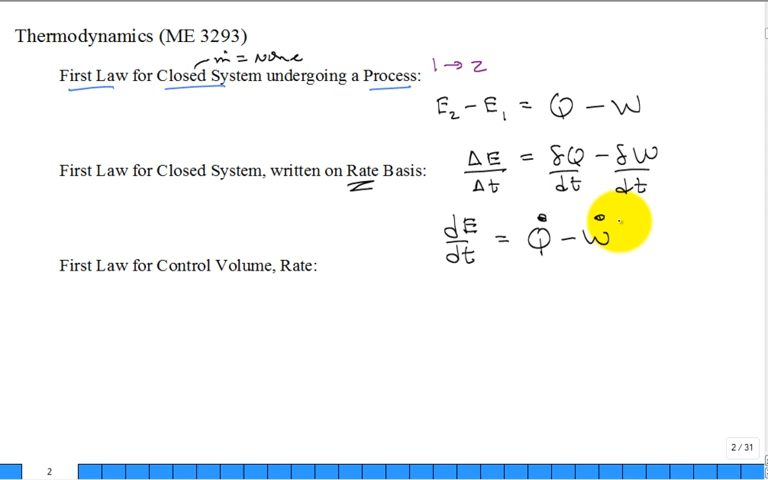 Thermodynamics (ME 3293)
ṁ = None
First Law for Closed System undergoing a Process: 1 → 2
E₂ − E₁ = Q − W
First Law for Closed System, written on Rate Basis: ΔE/Δt = δQ/dt − δW/dt
dE/dt = Q̇ − Ẇ
First Law for Control Volume, Rate:
2 / 31
2